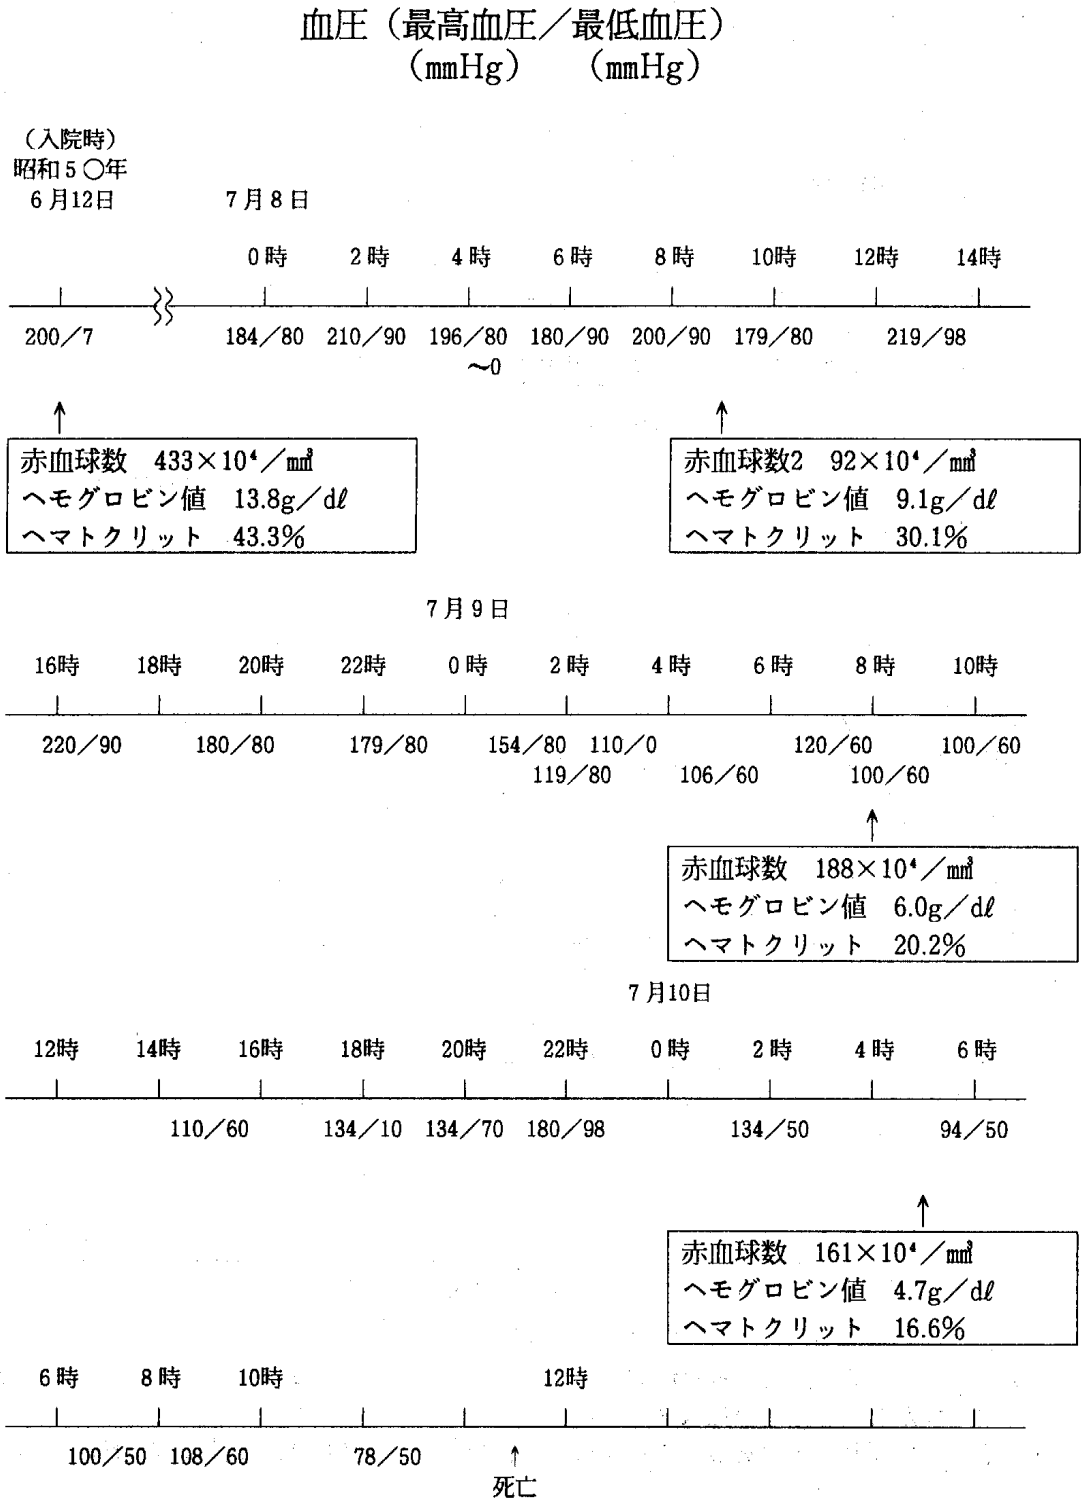 血圧（最高血圧／最低血圧）
（mmHg）　（mmHg）
（入院時）
昭和5〇年
6月12日　7月8日
0時　2時　4時　6時　8時　10時　12時　14時
200／7　184／80　210／90　196／80　180／90　200／90　179／80　219／98
〜0
↑　↑
赤血球数　433×10⁴／m㎥
ヘモグロビン値　13.8g／dℓ
ヘマトクリット　43.3%
赤血球数2　92×10⁴／m㎥
ヘモグロビン値　9.1g／dℓ
ヘマトクリット　30.1%
7月9日
16時　18時　20時　22時　0時　2時　4時　6時　8時　10時
220／90　180／80　179／80　154／80　110／0　120／60　100／60
119／80　106／60　100／60
↑
赤血球数　188×10⁴／m㎥
ヘモグロビン値　6.0g／dℓ
ヘマトクリット　20.2%
7月10日
12時　14時　16時　18時　20時　22時　0時　2時　4時　6時
110／60　134／10　134／70　180／98　134／50　94／50
↑
赤血球数　161×10⁴／m㎥
ヘモグロビン値　4.7g／dℓ
ヘマトクリット　16.6%
6時　8時　10時　12時
100／50　108／60　78／50　↑
死亡